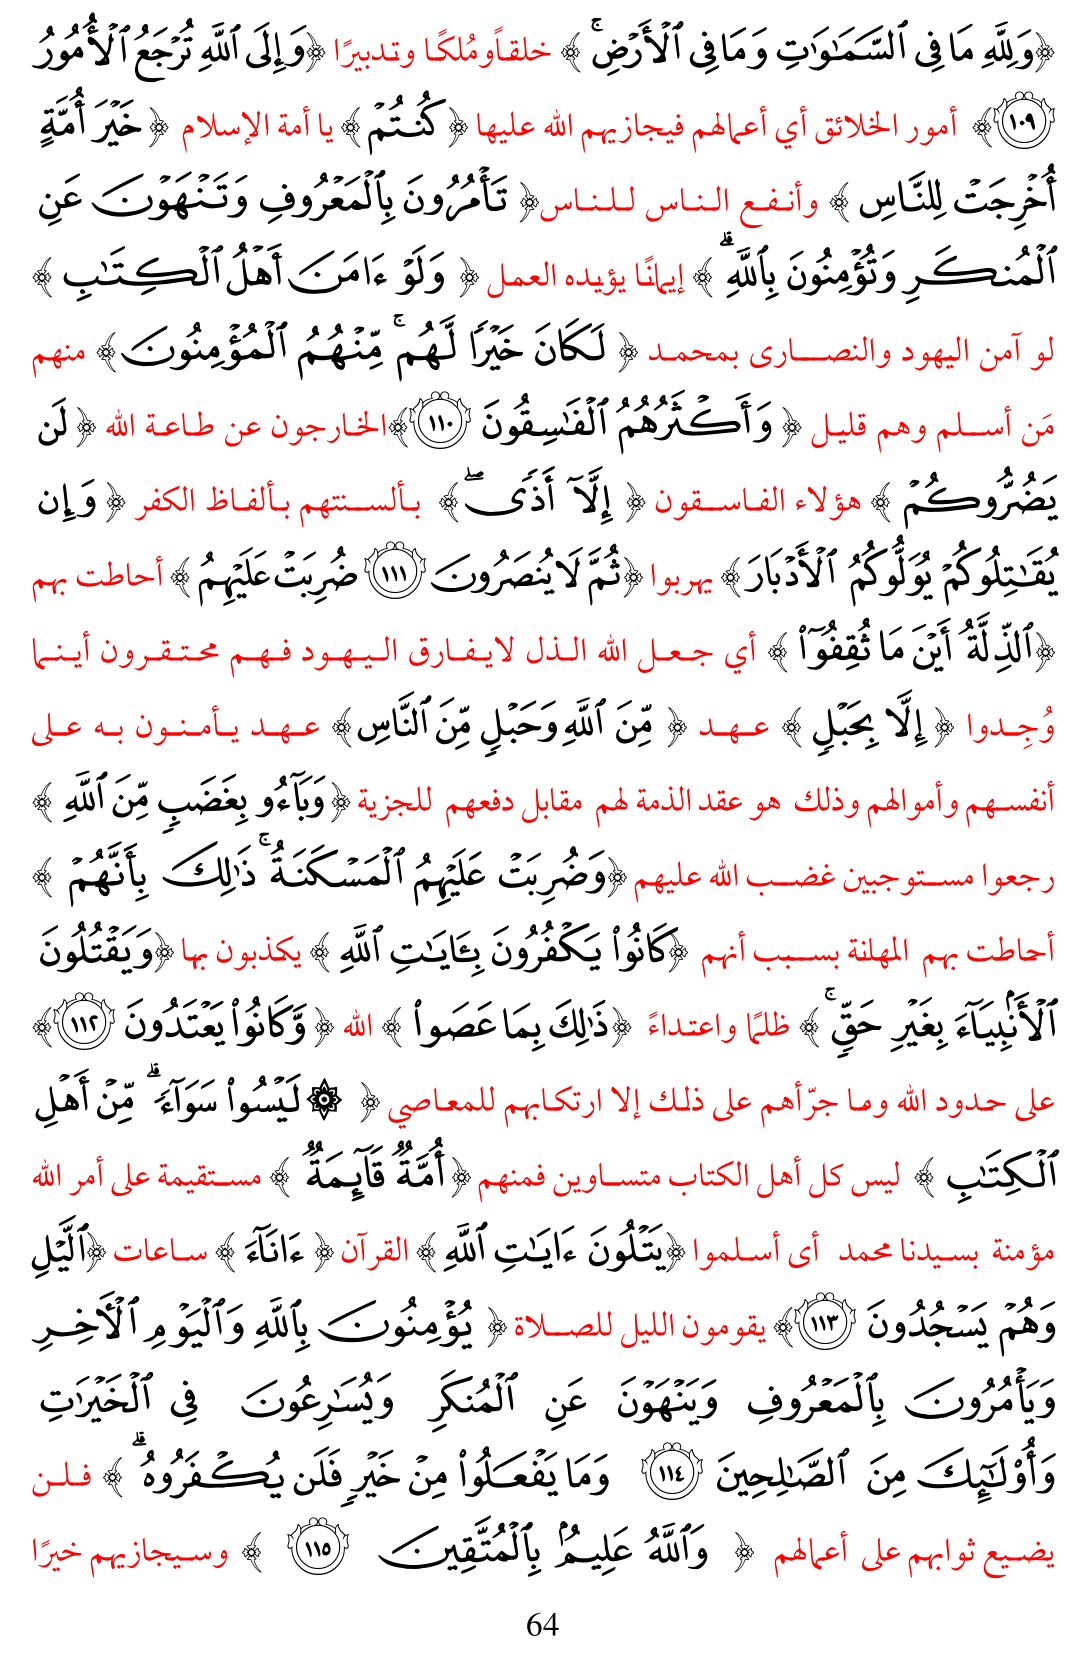 ﴿وَلِلَّهِ مَا فِى ٱلسَّمَـٰوَٰتِ وَمَا فِى ٱلْأَرْضِ ۚ ﴾ خلقاً ومُلكًا وتدبيرًا ﴿وَإِلَى ٱللَّهِ تُرْجَعُ ٱلْأُمُورُ
١٠٩﴾ أمور الخلائق أي أعمالهم فيجازيهم الله عليها ﴿كُنتُمْ﴾ يا أمة الإسلام ﴿ خَيْرَ أُمَّةٍ
أُخْرِجَتْ لِلنَّاسِ ﴾ وأنفع الناس للناس﴿ تَأْمُرُونَ بِٱلْمَعْرُوفِ وَتَنْهَوْنَ عَنِ
ٱلْمُنكَرِ وَتُؤْمِنُونَ بِٱللَّهِ ۗ ﴾ إيمانًا يؤيده العمل ﴿ وَلَوْ ءَامَنَ أَهْلُ ٱلْكِتَـٰبِ ﴾
لو آمن اليهود والنصارى بمحمد ﴿ لَكَانَ خَيْرًا لَّهُم ۚ مِّنْهُمُ ٱلْمُؤْمِنُونَ﴾ منهم
مَن أسلم وهم قليل ﴿ وَأَكْثَرُهُمُ ٱلْفَـٰسِقُونَ ١١٠﴾الخارجون عن طاعة الله ﴿ لَن
يَضُرُّوكُمْ ﴾ هؤلاء الفاسقون ﴿ إِلَّآ أَذًى ۖ﴾ بألسنتهم بألفاظ الكفر ﴿ وَإِن
يُقَـٰتِلُوكُمْ يُوَلُّوكُمُ ٱلْأَدْبَارَ﴾ يهربوا ﴿ثُمَّ لَا يُنصَرُونَ ١١١ ضُرِبَتْ عَلَيْهِمُ ﴾ أحاطت بهم
﴿ٱلذِّلَّةُ أَيْنَ مَا ثُقِفُوٓا۟ ﴾ أي جعل الله الذل لايفارق اليهود فهم محتقرون أينما
وُجِدوا ﴿ إِلَّا بِحَبْلٍ ﴾ عهد ﴿ مِّنَ ٱللَّهِ وَحَبْلٍ مِّنَ ٱلنَّاسِ﴾ عهد يأمنون به على
أنفسهم وأموالهم وذلك هو عقد الذمة لهم مقابل دفعهم للجزية ﴿وَبَآءُو بِغَضَبٍ مِّنَ ٱللَّهِ ﴾
رجعوا مستوجبين غضب الله عليهم ﴿وَضُرِبَتْ عَلَيْهِمُ ٱلْمَسْكَنَةُ ۚ ذَٰلِكَ بِأَنَّهُمْ ﴾
أحاطت بهم المهلنة بسبب أنهم ﴿كَانُوا۟ يَكْفُرُونَ بِـَٔايَـٰتِ ٱللَّهِ ﴾ يكذبون بها ﴿وَيَقْتُلُونَ
ٱلْأَنۢبِيَآءَ بِغَيْرِ حَقٍّ ۚ ﴾ ظلمًا واعتداءً ﴿ذَٰلِكَ بِمَا عَصَوا۟ ﴾ الله ﴿ وَّكَانُوا۟ يَعْتَدُونَ ١١٢﴾
على حدود الله وما جرّأهم على ذلك إلا ارتكابهم للمعاصي ﴿ ۞ لَيْسُوا۟ سَوَآءً ۗ مِّنْ أَهْلِ
ٱلْكِتَـٰبِ ﴾ ليس كل أهل الكتاب متساوين فمنهم ﴿أُمَّةٌ قَآئِمَةٌ ﴾ مستقيمة على أمر الله
مؤمنة بسيدنا محمد أى أسلموا ﴿يَتْلُونَ ءَايَـٰتِ ٱللَّهِ ﴾ القرآن ﴿ ءَانَآءَ ﴾ ساعات ﴿ٱلَّيْلِ
وَهُمْ يَسْجُدُونَ ١١٣﴾ يقومون الليل للصلاة ﴿ يُؤْمِنُونَ بِٱللَّهِ وَٱلْيَوْمِ ٱلْـَٔاخِرِ
وَيَأْمُرُونَ بِٱلْمَعْرُوفِ وَيَنْهَوْنَ عَنِ ٱلْمُنكَرِ وَيُسَـٰرِعُونَ فِى ٱلْخَيْرَٰتِ
وَأُو۟لَـٰٓئِكَ مِنَ ٱلصَّـٰلِحِينَ ١١٤ وَمَا يَفْعَلُوا۟ مِنْ خَيْرٍ فَلَن يُكْفَرُوهُ ۗ ﴾ فلن
يضيع ثوابهم على أعمالهم ﴿ وَٱللَّهُ عَلِيمٌۢ بِٱلْمُتَّقِينَ ١١٥ ﴾ وسيجازيهم خيرًا
64